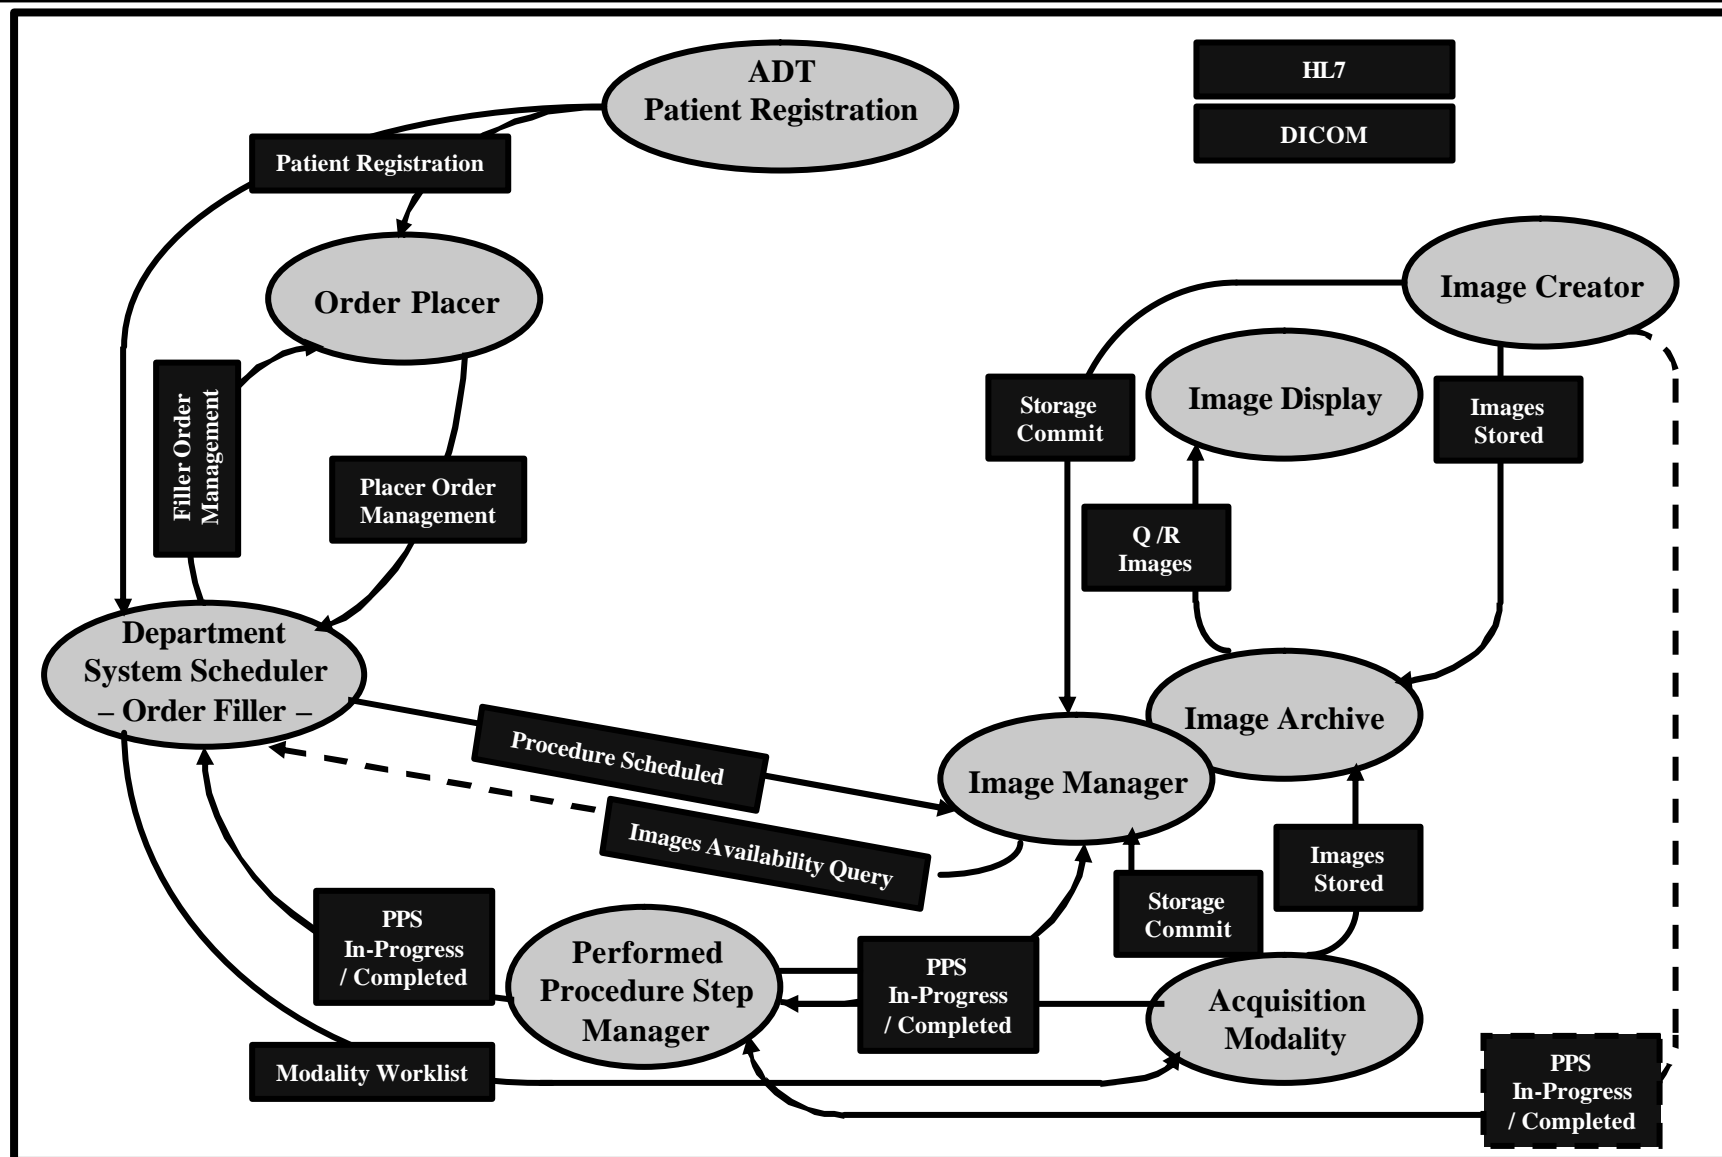 ADT
Patient Registration
HL7
DICOM
Patient Registration
Order Placer
Image Creator
Image Display
Storage
Commit
Images
Stored
Filler Order
Management
Placer Order
Management
Q /R
Images
Department
System Scheduler
– Order Filler –
Procedure Scheduled
Image Archive
Image Manager
Images Availability Query
Images
Stored
Storage
Commit
PPS
In-Progress
/ Completed
Performed
Procedure Step
Manager
PPS
In-Progress
/ Completed
Acquisition
Modality
Modality Worklist
PPS
In-Progress
/ Completed